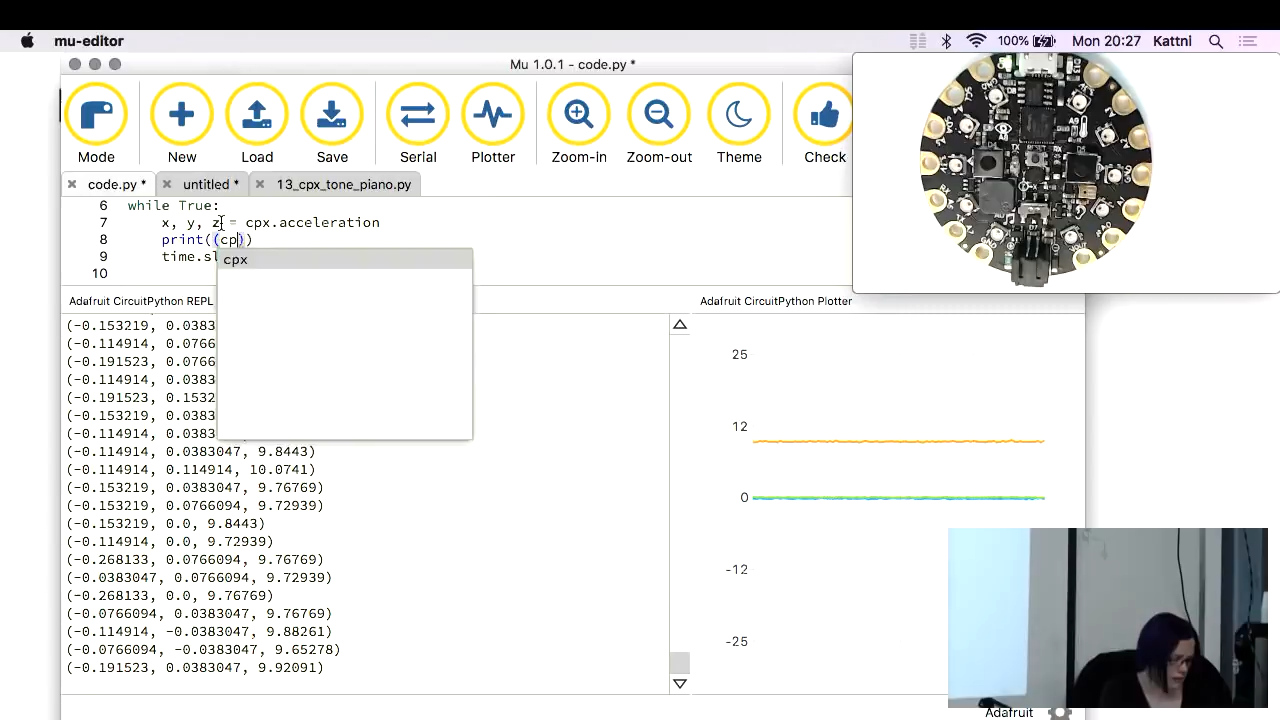 mu-editor 100% Mon 20:27 Kattni
Mu 1.0.1 - code.py *
Mode New Load Save Serial Plotter Zoom-in Zoom-out Theme Check
code.py * untitled * 13_cpx_tone_piano.py
6 while True:
7 x, y, z = cpx.acceleration
8 print((cp))
9 time.sl
10
cpx
Adafruit CircuitPython REPL
(-0.153219, 0.0383
(-0.114914, 0.0766
(-0.191523, 0.0766
(-0.114914, 0.0383
(-0.191523, 0.1532
(-0.153219, 0.0383
(-0.114914, 0.0383
(-0.114914, 0.0383047, 9.8443)
(-0.114914, 0.114914, 10.0741)
(-0.153219, 0.0383047, 9.76769)
(-0.153219, 0.0766094, 9.72939)
(-0.153219, 0.0, 9.8443)
(-0.114914, 0.0, 9.72939)
(-0.268133, 0.0766094, 9.76769)
(-0.0383047, 0.0766094, 9.72939)
(-0.268133, 0.0, 9.76769)
(-0.0766094, 0.0383047, 9.76769)
(-0.114914, -0.0383047, 9.88261)
(-0.0766094, -0.0383047, 9.65278)
(-0.191523, 0.0383047, 9.92091)
Adafruit CircuitPython Plotter
25
12
0
-12
-25
Adafruit